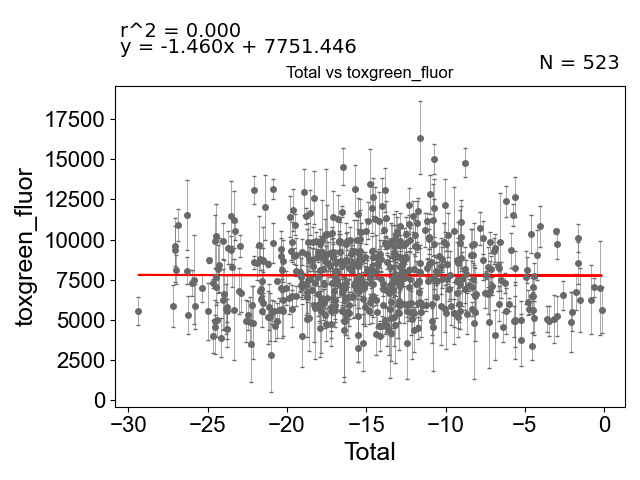 r^2 = 0.000
y = -1.460x + 7751.446
N = 523
Total vs toxgreen_fluor
17500
15000
12500
10000
7500
5000
2500
0
toxgreen_fluor
−30 −25 −20 −15 −10 −5 0
Total